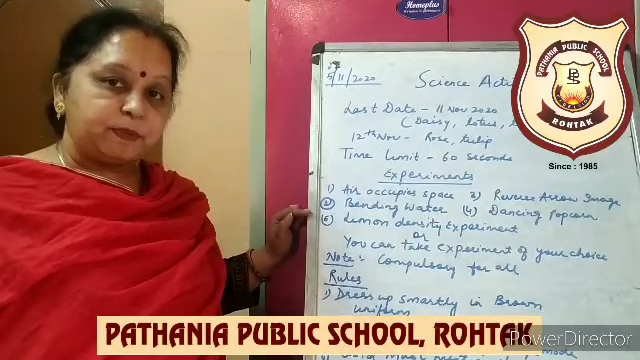 Homeplus
5/11/2020
Science Acti
Last Date - 11 Nov 2020
(Daisy, lotus,
12th Nov - Rose, tulip
Time limit - 60 seconds
Experiments
1) Air occupies space 3) Reverse Arrow Image
2) Bending Water (4) Dancing Popcorn
5) Lemon density Experiment
or
You can take Experiment of your choice
Note:- Compulsory for all
Rules
1) Dress up smartly in Brown
uniform
PATHANIA PUBLIC SCHOOL
PS
ROHTAK
Since : 1985
PATHANIA PUBLIC SCHOOL, ROHTAK
PowerDirector